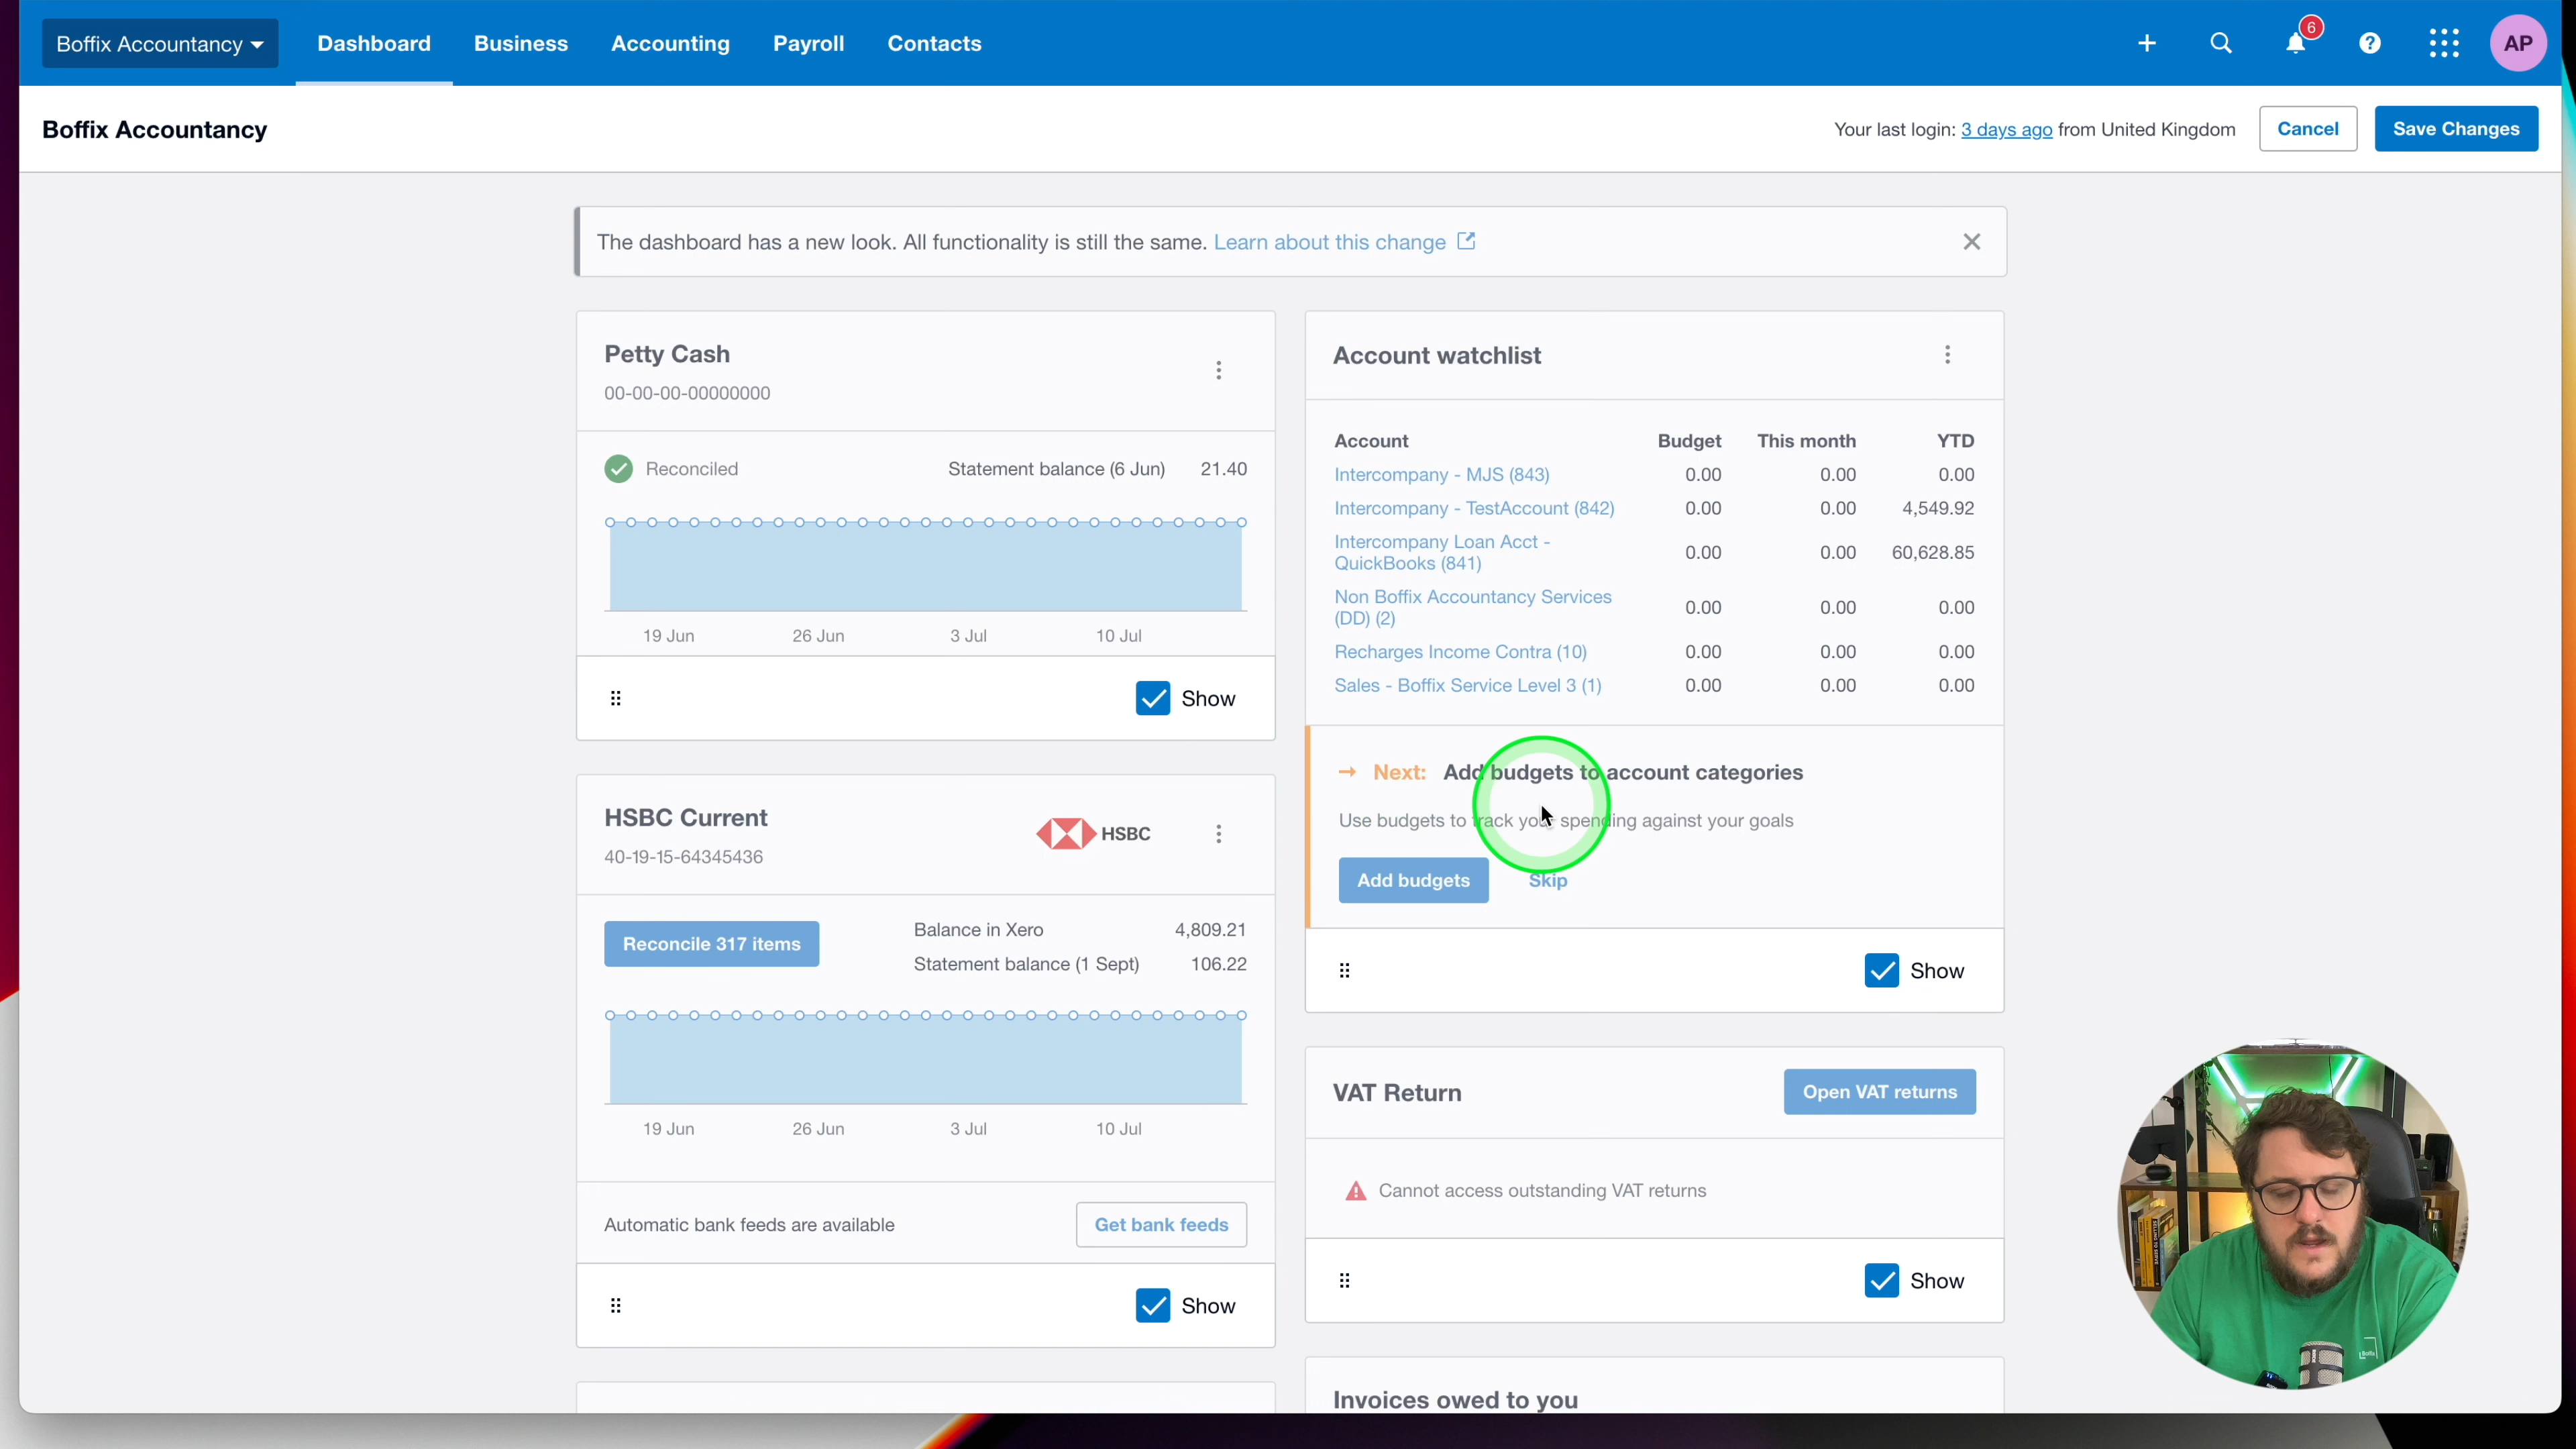 Boffix Accountancy
Dashboard
Business
Accounting
Payroll
Contacts
6
AP
Boffix Accountancy
Your last login: 3 days ago from United Kingdom
Cancel
Save Changes
The dashboard has a new look. All functionality is still the same. Learn about this change
Petty Cash
00-00-00-00000000
Reconciled
Statement balance (6 Jun) 21.40
19 Jun 26 Jun 3 Jul 10 Jul
Show
HSBC Current
40-19-15-64345436
HSBC
Reconcile 317 items
Balance in Xero 4,809.21
Statement balance (1 Sept) 106.22
19 Jun 26 Jun 3 Jul 10 Jul
Automatic bank feeds are available
Get bank feeds
Show
Account watchlist
Account Budget This month YTD
Intercompany - MJS (843) 0.00 0.00 0.00
Intercompany - TestAccount (842) 0.00 0.00 4,549.92
Intercompany Loan Acct -
QuickBooks (841) 0.00 0.00 60,628.85
Non Boffix Accountancy Services
(DD) (2) 0.00 0.00 0.00
Recharges Income Contra (10) 0.00 0.00 0.00
Sales - Boffix Service Level 3 (1) 0.00 0.00 0.00
Next: Add budgets to account categories
Use budgets to track your spending against your goals
Add budgets
Skip
Show
VAT Return
Open VAT returns
Cannot access outstanding VAT returns
Show
Invoices owed to you